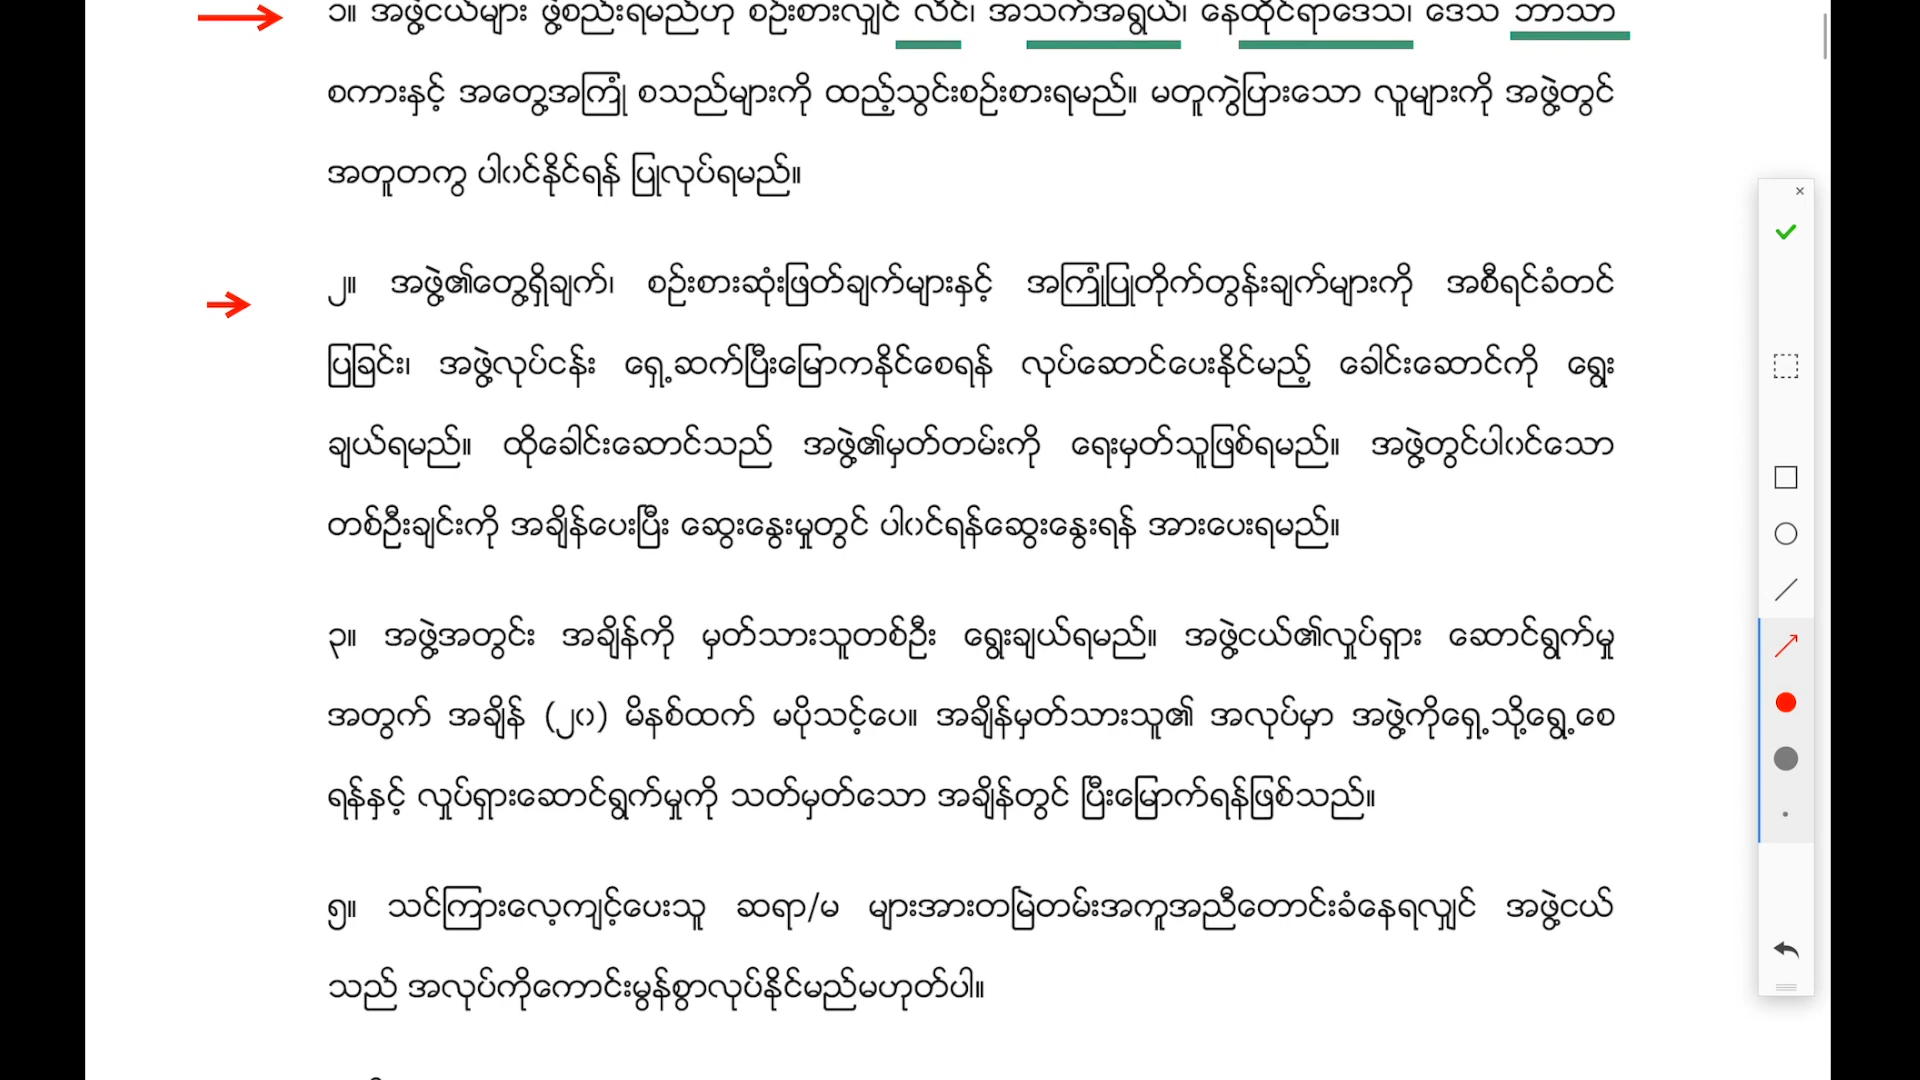 ၁။ အဖွဲ့ငယ်များ ဖွဲ့စည်းရမည်ဟု စဉ်းစားလျှင် လိင်၊ အသက်အရွယ်၊ နေထိုင်ရာဒေသ၊ ဒေသ ဘာသာ
စကားနှင့် အတွေ့အကြုံ စသည်များကို ထည့်သွင်းစဉ်းစားရမည်။ မတူကွဲပြားသော လူများကို အဖွဲ့တွင်
အတူတကွ ပါဝင်နိုင်ရန် ပြုလုပ်ရမည်။
၂။ အဖွဲ့၏တွေ့ရှိချက်၊ စဉ်းစားဆုံးဖြတ်ချက်များနှင့် အကြံပြုတိုက်တွန်းချက်များကို အစီရင်ခံတင်
ပြခြင်း၊ အဖွဲ့လုပ်ငန်း ရှေ့ဆက်ပြီးမြောကနိုင်စေရန် လုပ်ဆောင်ပေးနိုင်မည့် ခေါင်းဆောင်ကို ရွေး
ချယ်ရမည်။ ထိုခေါင်းဆောင်သည် အဖွဲ့၏မှတ်တမ်းကို ရေးမှတ်သူဖြစ်ရမည်။ အဖွဲ့တွင်ပါဝင်သော
တစ်ဦးချင်းကို အချိန်ပေးပြီး ဆွေးနွေးမှုတွင် ပါဝင်ရန်ဆွေးနွေးရန် အားပေးရမည်။
၃။ အဖွဲ့အတွင်း အချိန်ကို မှတ်သားသူတစ်ဦး ရွေးချယ်ရမည်။ အဖွဲ့ငယ်၏လှုပ်ရှား ဆောင်ရွက်မှု
အတွက် အချိန် (၂၀) မိနစ်ထက် မပိုသင့်ပေ။ အချိန်မှတ်သားသူ၏ အလုပ်မှာ အဖွဲ့ကိုရှေ့သို့ရွေ့စေ
ရန်နှင့် လှုပ်ရှားဆောင်ရွက်မှုကို သတ်မှတ်သော အချိန်တွင် ပြီးမြောက်ရန်ဖြစ်သည်။
၅။ သင်ကြားလေ့ကျင့်ပေးသူ ဆရာ/မ များအားတမြဲတမ်းအကူအညီတောင်းခံနေရလျှင် အဖွဲ့ငယ်
သည် အလုပ်ကိုကောင်းမွန်စွာလုပ်နိုင်မည်မဟုတ်ပါ။